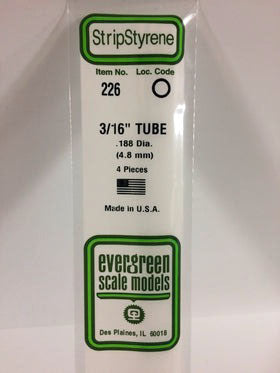 StripStyrene
Item No. Loc. Code
226
3/16" TUBE
.188 Dia.
(4.8 mm)
4 Pieces
Made in U.S.A.
evergreen
scale models
Des Plaines, IL 60018